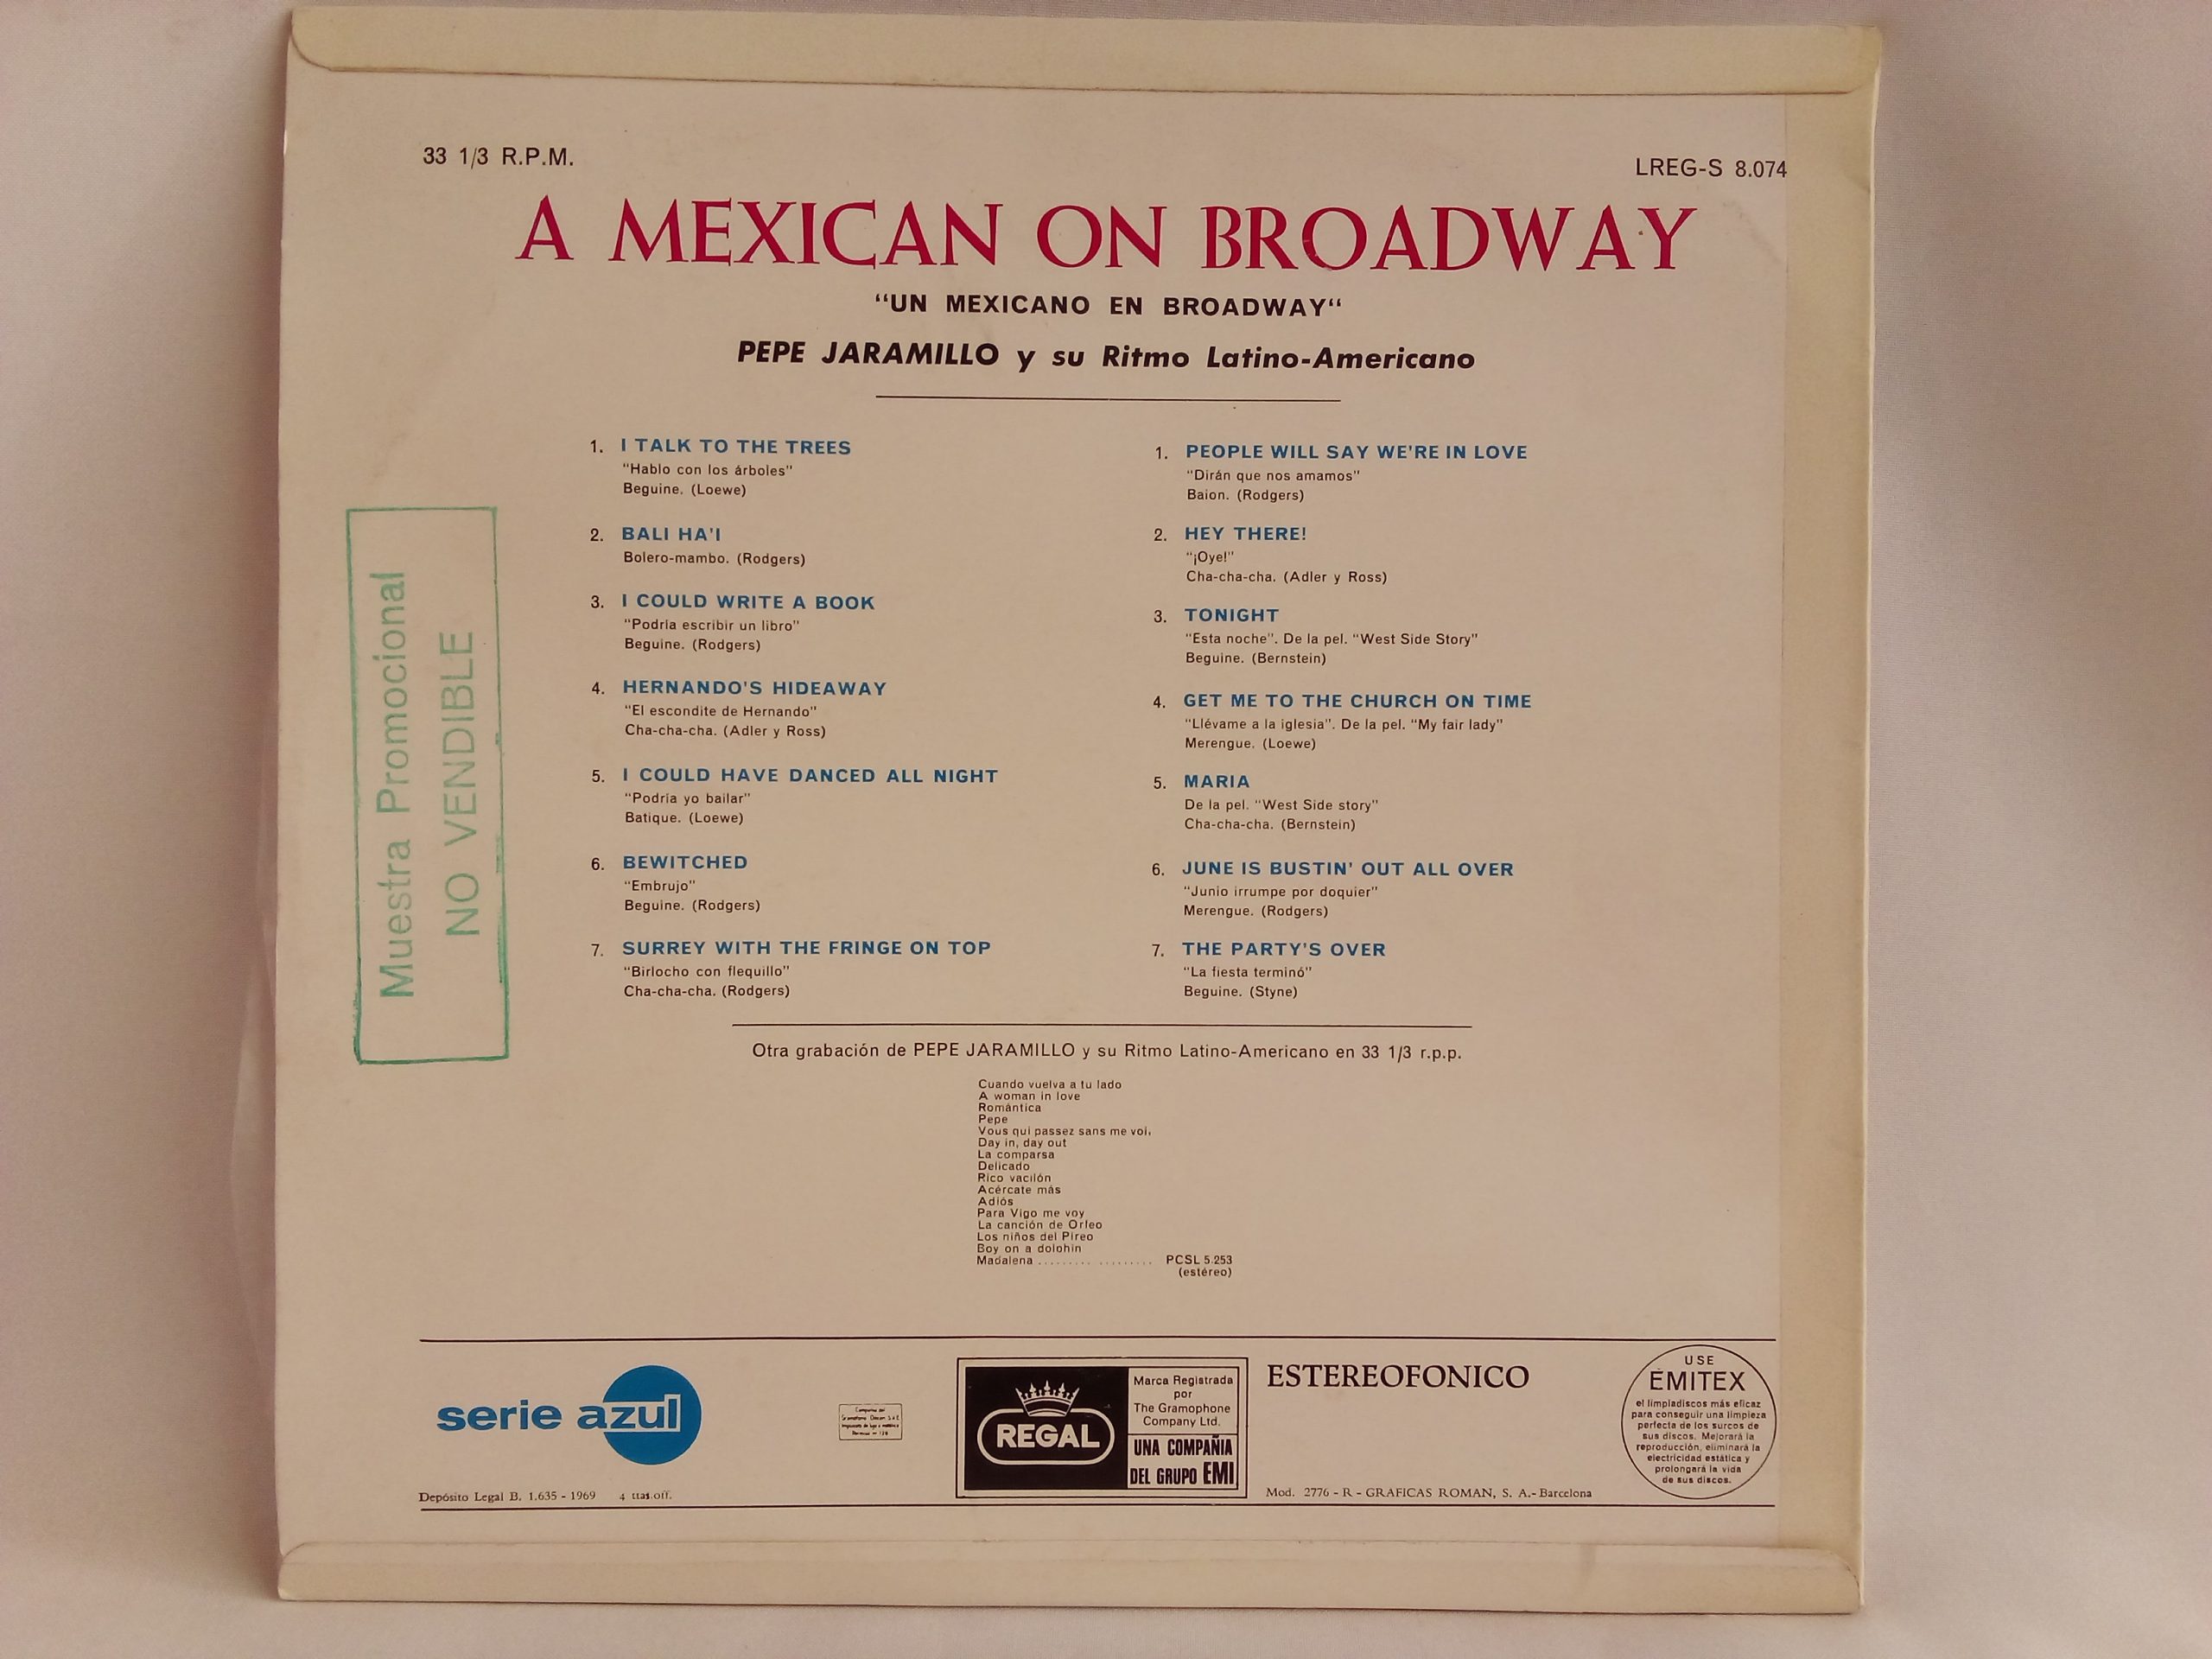 33 1/3 R.P.M.
LREG-S 8.074
A MEXICAN ON BROADWAY
“UN MEXICANO EN BROADWAY“
PEPE JARAMILLO y su Ritmo Latino-Americano
1. I TALK TO THE TREES
"Hablo con los árboles"
Beguine. (Loewe)
2. BALI HA'I
Bolero-mambo. (Rodgers)
3. I COULD WRITE A BOOK
"Podría escribir un libro"
Beguine. (Rodgers)
4. HERNANDO'S HIDEAWAY
"El escondite de Hernando"
Cha-cha-cha. (Adler y Ross)
5. I COULD HAVE DANCED ALL NIGHT
"Podría yo bailar"
Batique. (Loewe)
6. BEWITCHED
"Embrujo"
Beguine. (Rodgers)
7. SURREY WITH THE FRINGE ON TOP
"Birlocho con flequillo"
Cha-cha-cha. (Rodgers)
1. PEOPLE WILL SAY WE'RE IN LOVE
"Dirán que nos amamos"
Baion. (Rodgers)
2. HEY THERE!
"¡Oye!"
Cha-cha-cha. (Adler y Ross)
3. TONIGHT
"Esta noche". De la pel. "West Side Story"
Beguine. (Bernstein)
4. GET ME TO THE CHURCH ON TIME
"Llévame a la iglesia". De la pel. "My fair lady"
Merengue. (Loewe)
5. MARIA
De la pel. "West Side story"
Cha-cha-cha. (Bernstein)
6. JUNE IS BUSTIN' OUT ALL OVER
"Junio irrumpe por doquier"
Merengue. (Rodgers)
7. THE PARTY'S OVER
"La fiesta terminó"
Beguine. (Styne)
Muestra Promocional
NO VENDIBLE
Otra grabación de PEPE JARAMILLO y su Ritmo Latino-Americano en 33 1/3 r.p.p.
Cuando vuelva a tu lado
A woman in love
Romántica
Pepe
Vous qui passez sans me voi,
Day in, day out
La comparsa
Delicado
Rico vacilón
Acércate más
Adiós
Para Vigo me voy
La canción de Orfeo
Los niños del Pireo
Boy on a dolohin
Madalena ......... ......... PCSL 5.253
(estéreo)
serie azul
Depósito Legal B. 1.635 - 1969 4 ttas.off.
REGAL
Marca Registrada
por
The Gramophone
Company Ltd.
UNA COMPAÑIA
DEL GRUPO EMI
ESTEREOFONICO
Mod. 2776 - R - GRAFICAS ROMAN, S. A.- Barcelona
USE
EMITEX
el limpiadiscos más eficaz
para conseguir una limpieza
perfecta de los surcos de
sus discos. Mejorará la
reproducción, eliminará la
electricidad estática y
prolongará la vida
de sus discos.